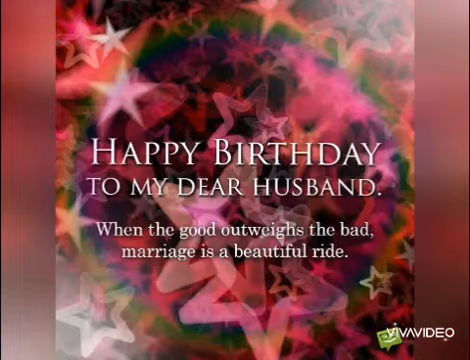 HAPPY BIRTHDAY
TO MY DEAR HUSBAND.
When the good outweighs the bad,
marriage is a beautiful ride.
VIVAVIDEO